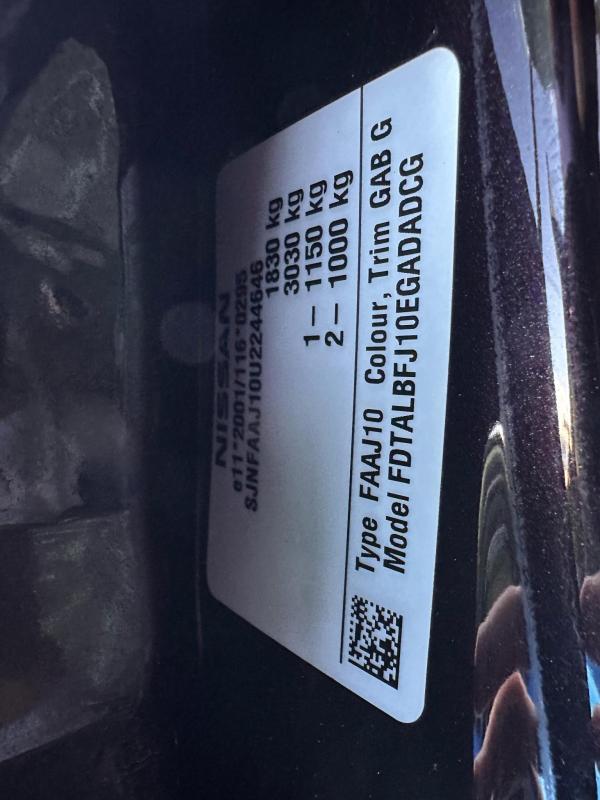 NISSAN
e11*2001/116*0295
SJNFAAJ10U2244646
1830 kg
3030 kg
1 – 1150 kg
2 – 1000 kg
Type FAAJ10 Colour, Trim GAB G
Model FDTALBFJ10EGADADCG